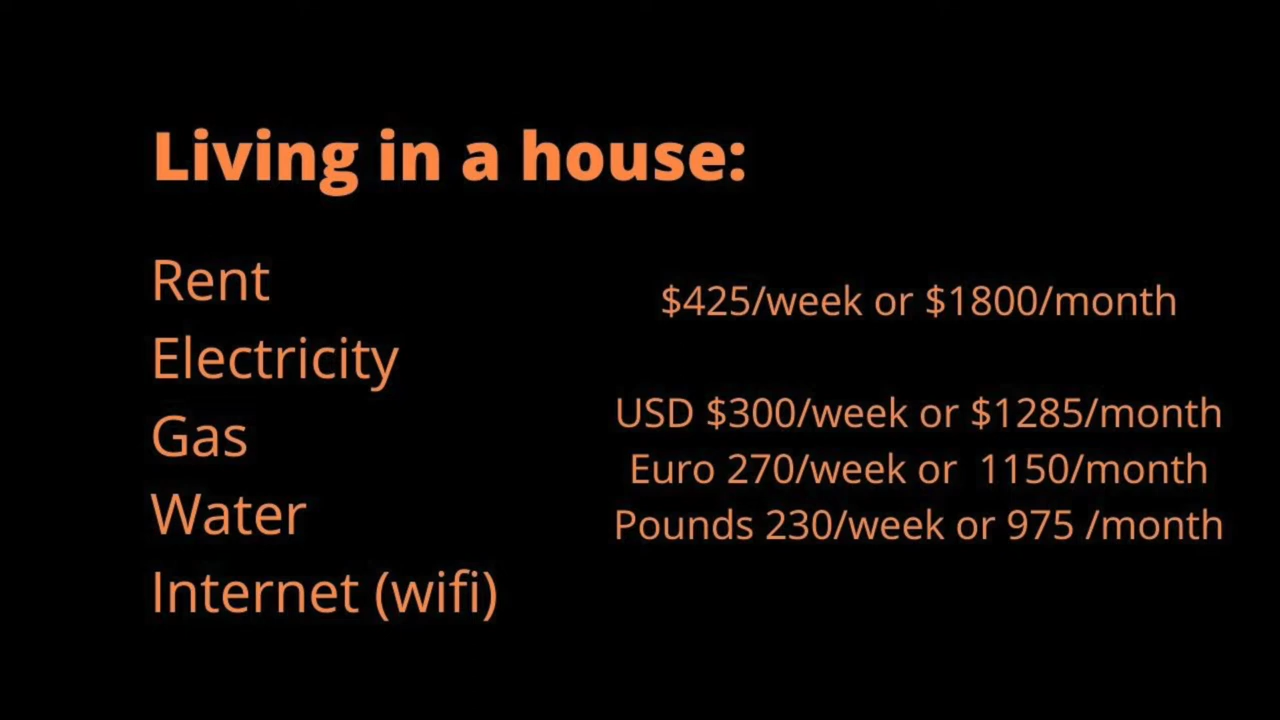 Living in a house:
Rent
Electricity
Gas
Water
Internet (wifi)
$425/week or $1800/month
USD $300/week or $1285/month
Euro 270/week or  1150/month
Pounds 230/week or 975 /month